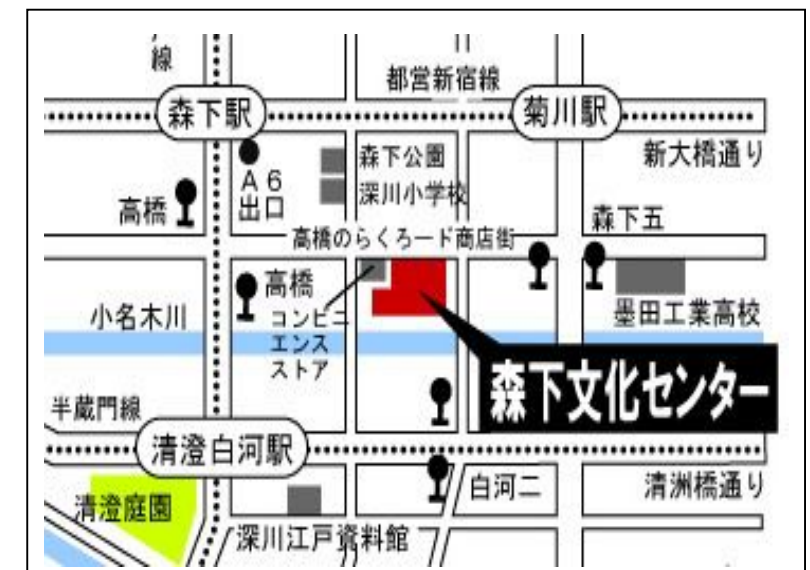 線
都営新宿線
森下駅
菊川駅
新大橋通り
A6
出口
森下公園
深川小学校
高橋
森下五
高橋のらくろード商店街
高橋
コンビニ
エンス
ストア
小名木川
墨田工業高校
森下文化センター
半蔵門線
清澄白河駅
白河二
清洲橋通り
清澄庭園
深川江戸資料館